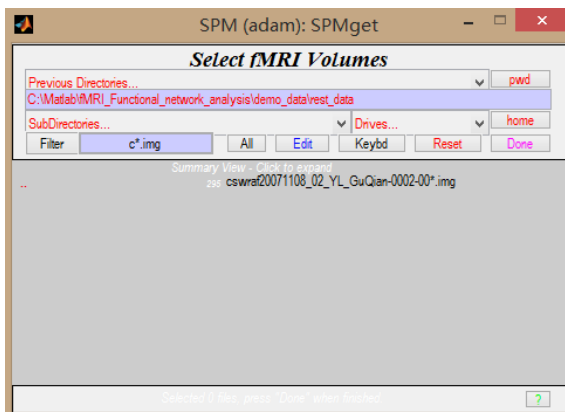 SPM (adam): SPMget
Select fMRI Volumes
Previous Directories... pwd
C:\Matlab\fMRI_Functional_network_analysis\demo_data\rest_data
SubDirectories... Drives... home
Filter c*.img All Edit Keybd Reset Done
Summary View - Click to expand
.. 295 cswraf20071108_02_YL_GuQian-0002-00*.img
Selected 0 files, press "Done" when finished. ?